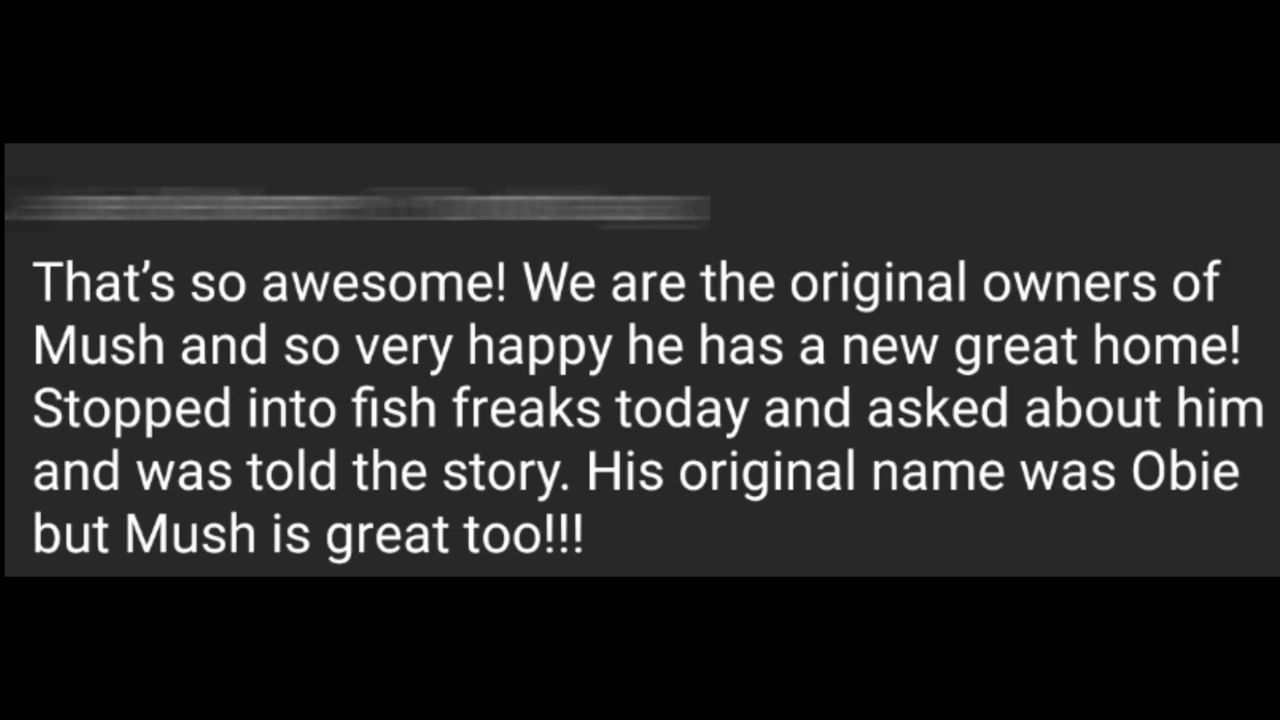 That’s so awesome! We are the original owners of
Mush and so very happy he has a new great home!
Stopped into fish freaks today and asked about him
and was told the story. His original name was Obie
but Mush is great too!!!